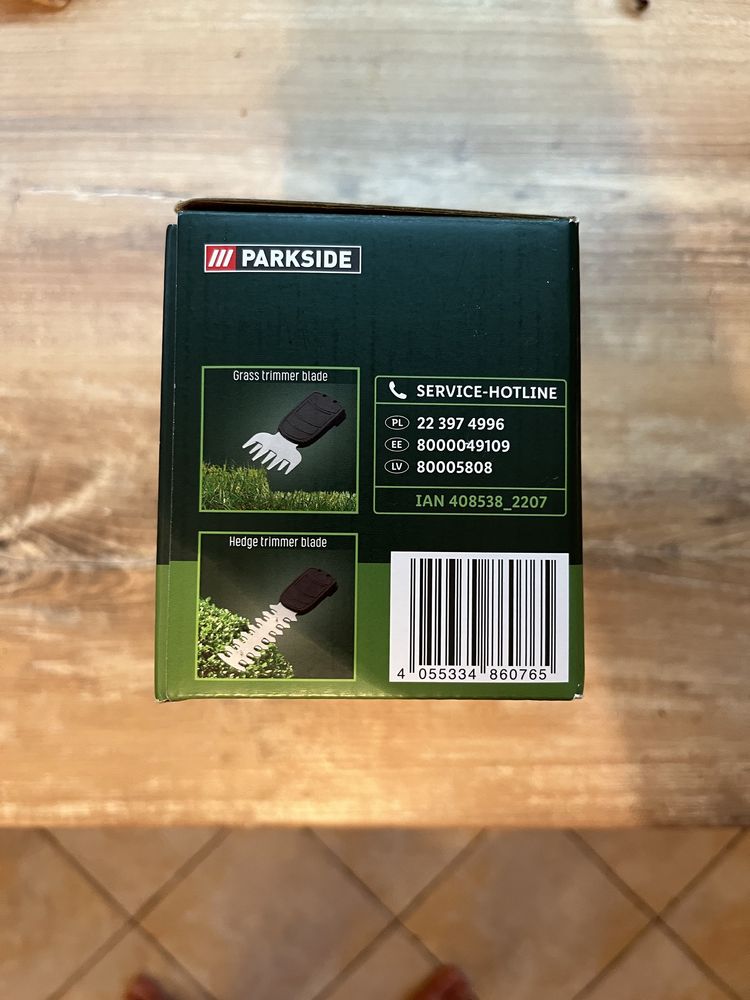 PARKSIDE
Grass trimmer blade
SERVICE-HOTLINE
PL 22 397 4996
EE 8000049109
LV 80005808
IAN 408538_2207
Hedge trimmer blade
4 055334 860765